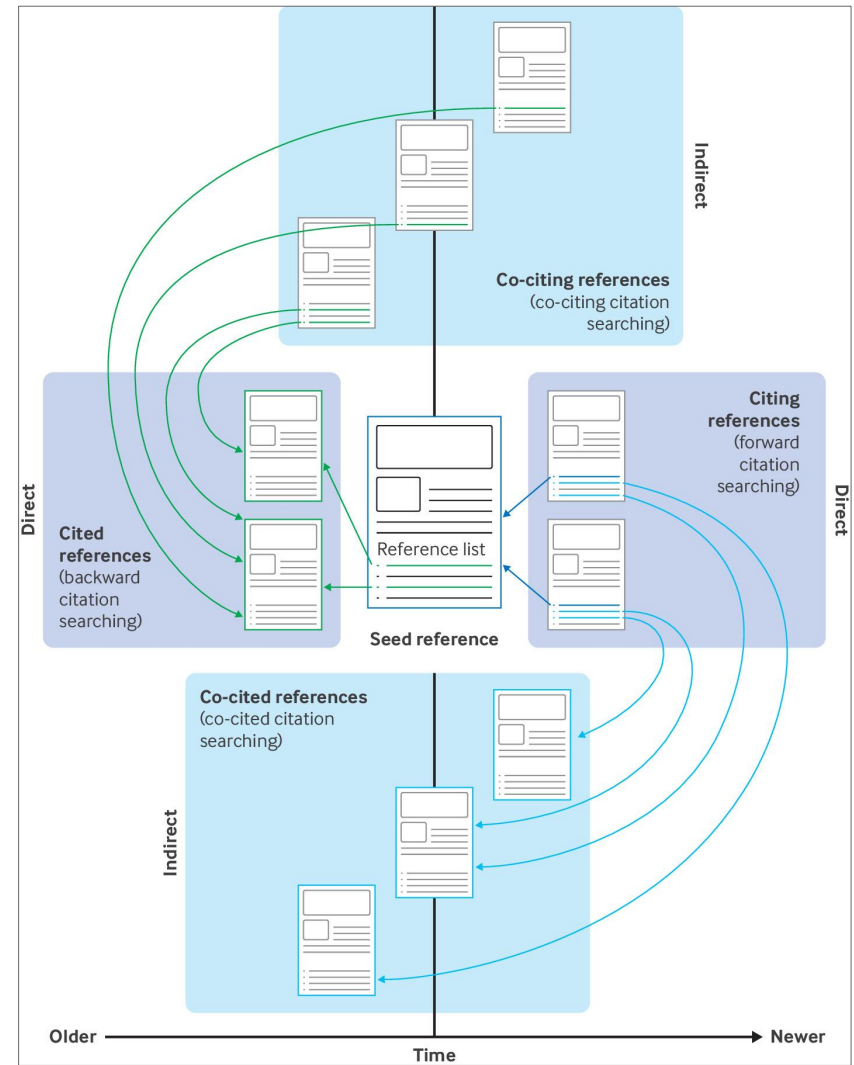 Indirect
Co-citing references
(co-citing citation
searching)
Citing
references
(forward
citation
searching)
Direct
Direct
Cited
references
(backward
citation
searching)
Reference list
Seed reference
Co-cited references
(co-cited citation
searching)
Indirect
Older
Newer
Time